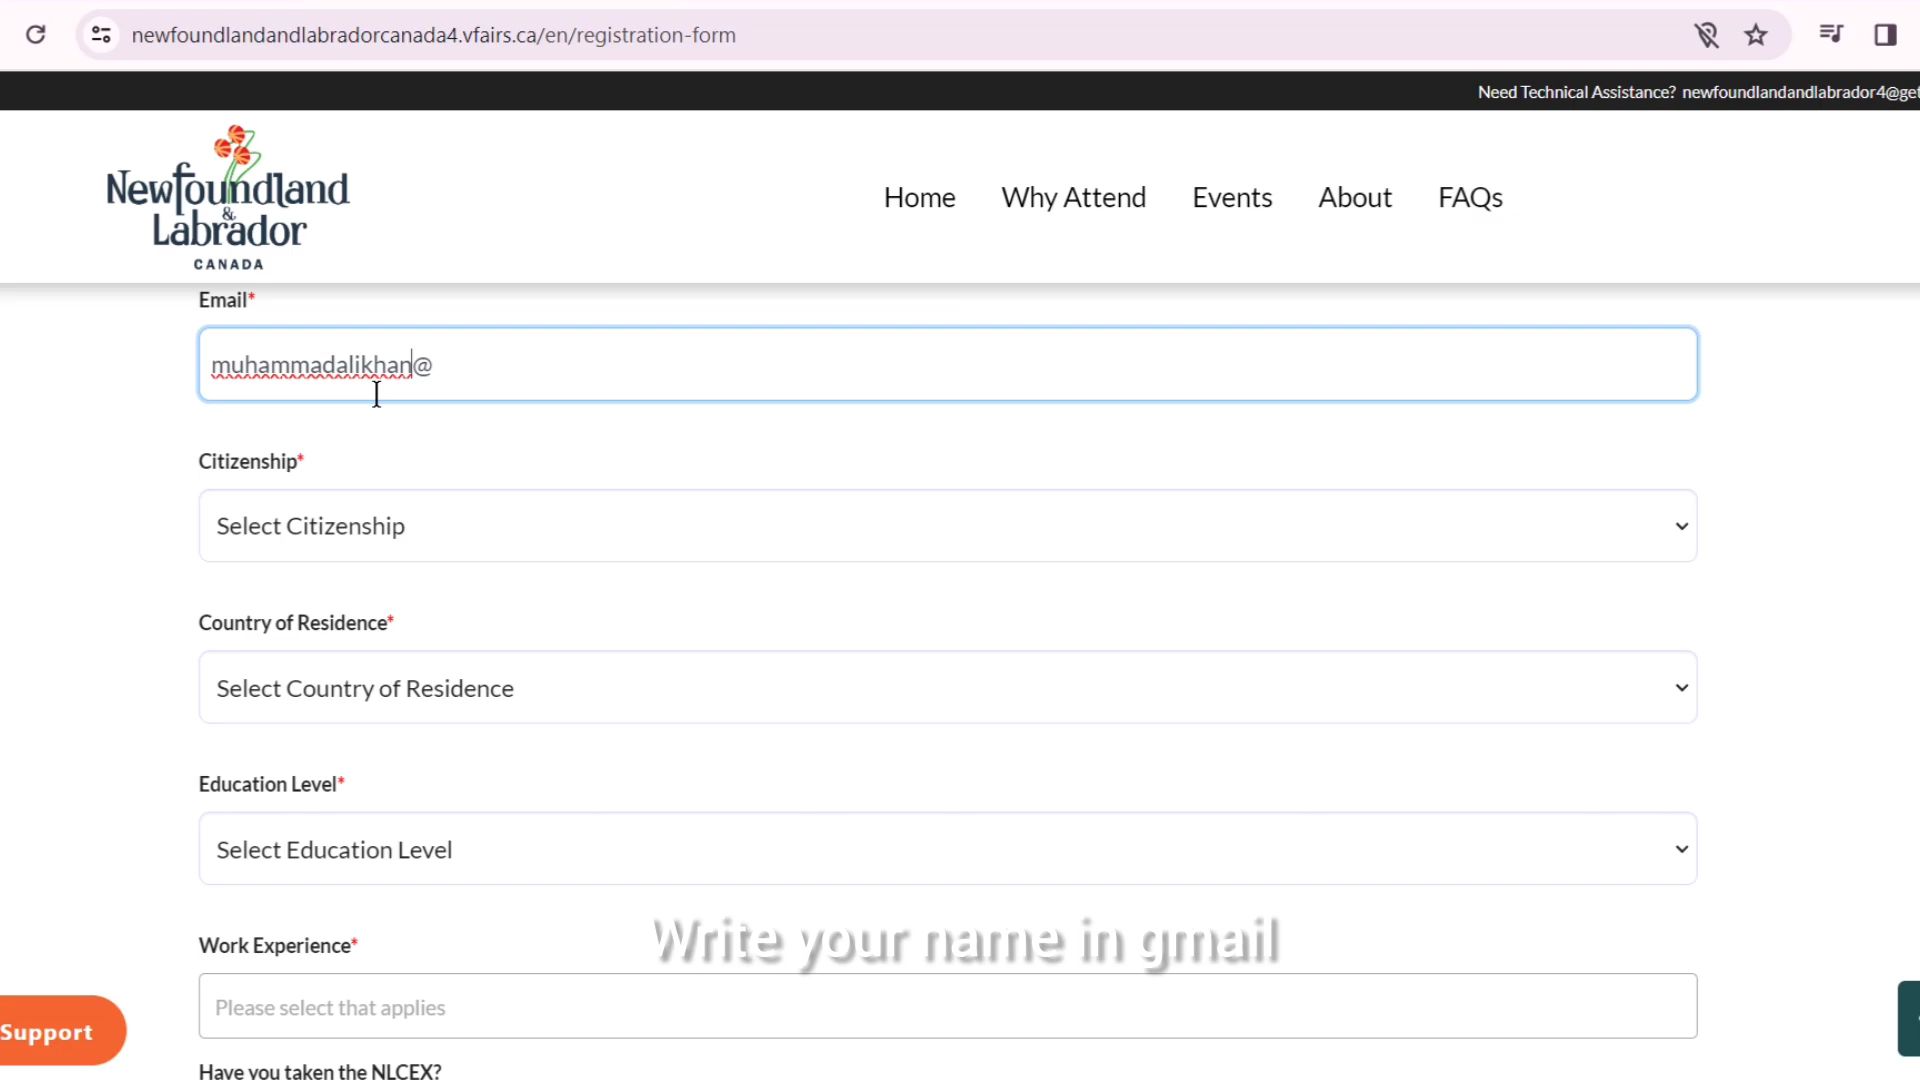 newfoundlandandlabradorcanada4.vfairs.ca/en/registration-form
Need Technical Assistance? newfoundlandandlabrador4@get
Newfoundland
&
Labrador
CANADA
Home Why Attend Events About FAQs
Email*
muhammadalikhan@
Citizenship*
Select Citizenship
Country of Residence*
Select Country of Residence
Education Level*
Select Education Level
Work Experience*
Write your name in gmail
Please select that applies
Support
Have you taken the NLCEX?